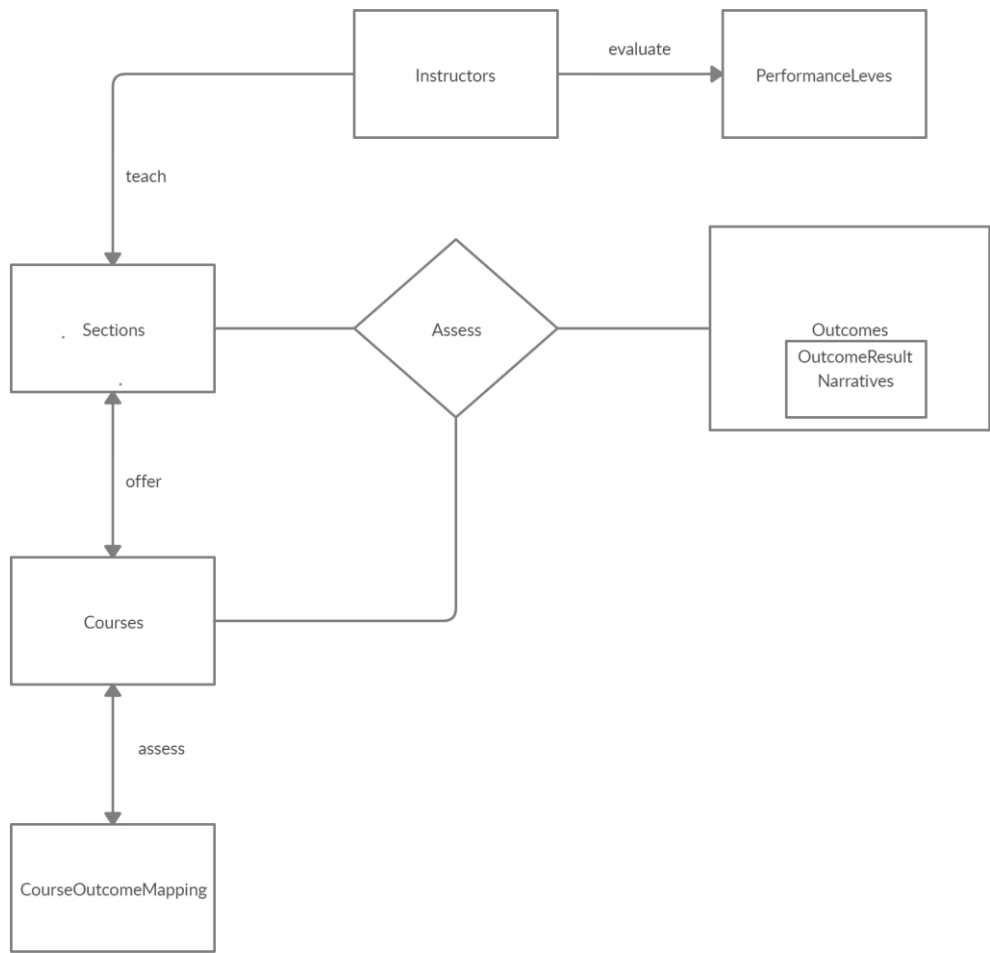 evaluate
Instructors
PerformanceLeves
teach
Sections
Assess
Outcomes
OutcomeResult
Narratives
offer
Courses
assess
CourseOutcomeMapping